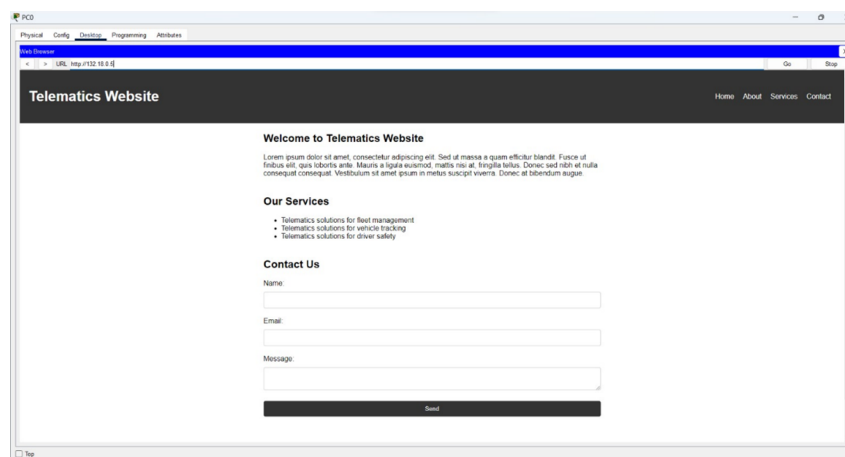 PC0
Physical Config Desktop Programming Attributes
Web Browser
< > URL http://132.18.0.5 Go Stop
Telematics Website
Home About Services Contact
Welcome to Telematics Website
Lorem ipsum dolor sit amet, consectetur adipiscing elit. Sed ut massa a quam efficitur blandit. Fusce ut
finibus elit, quis lobortis ante. Mauris a ligula euismod, mattis nisi at, fringilla tellus. Donec sed nibh et nulla
consequat consequat. Vestibulum sit amet ipsum in metus suscipit viverra. Donec at bibendum augue.
Our Services
• Telematics solutions for fleet management
• Telematics solutions for vehicle tracking
• Telematics solutions for driver safety
Contact Us
Name:
Email:
Message:
Send
Top